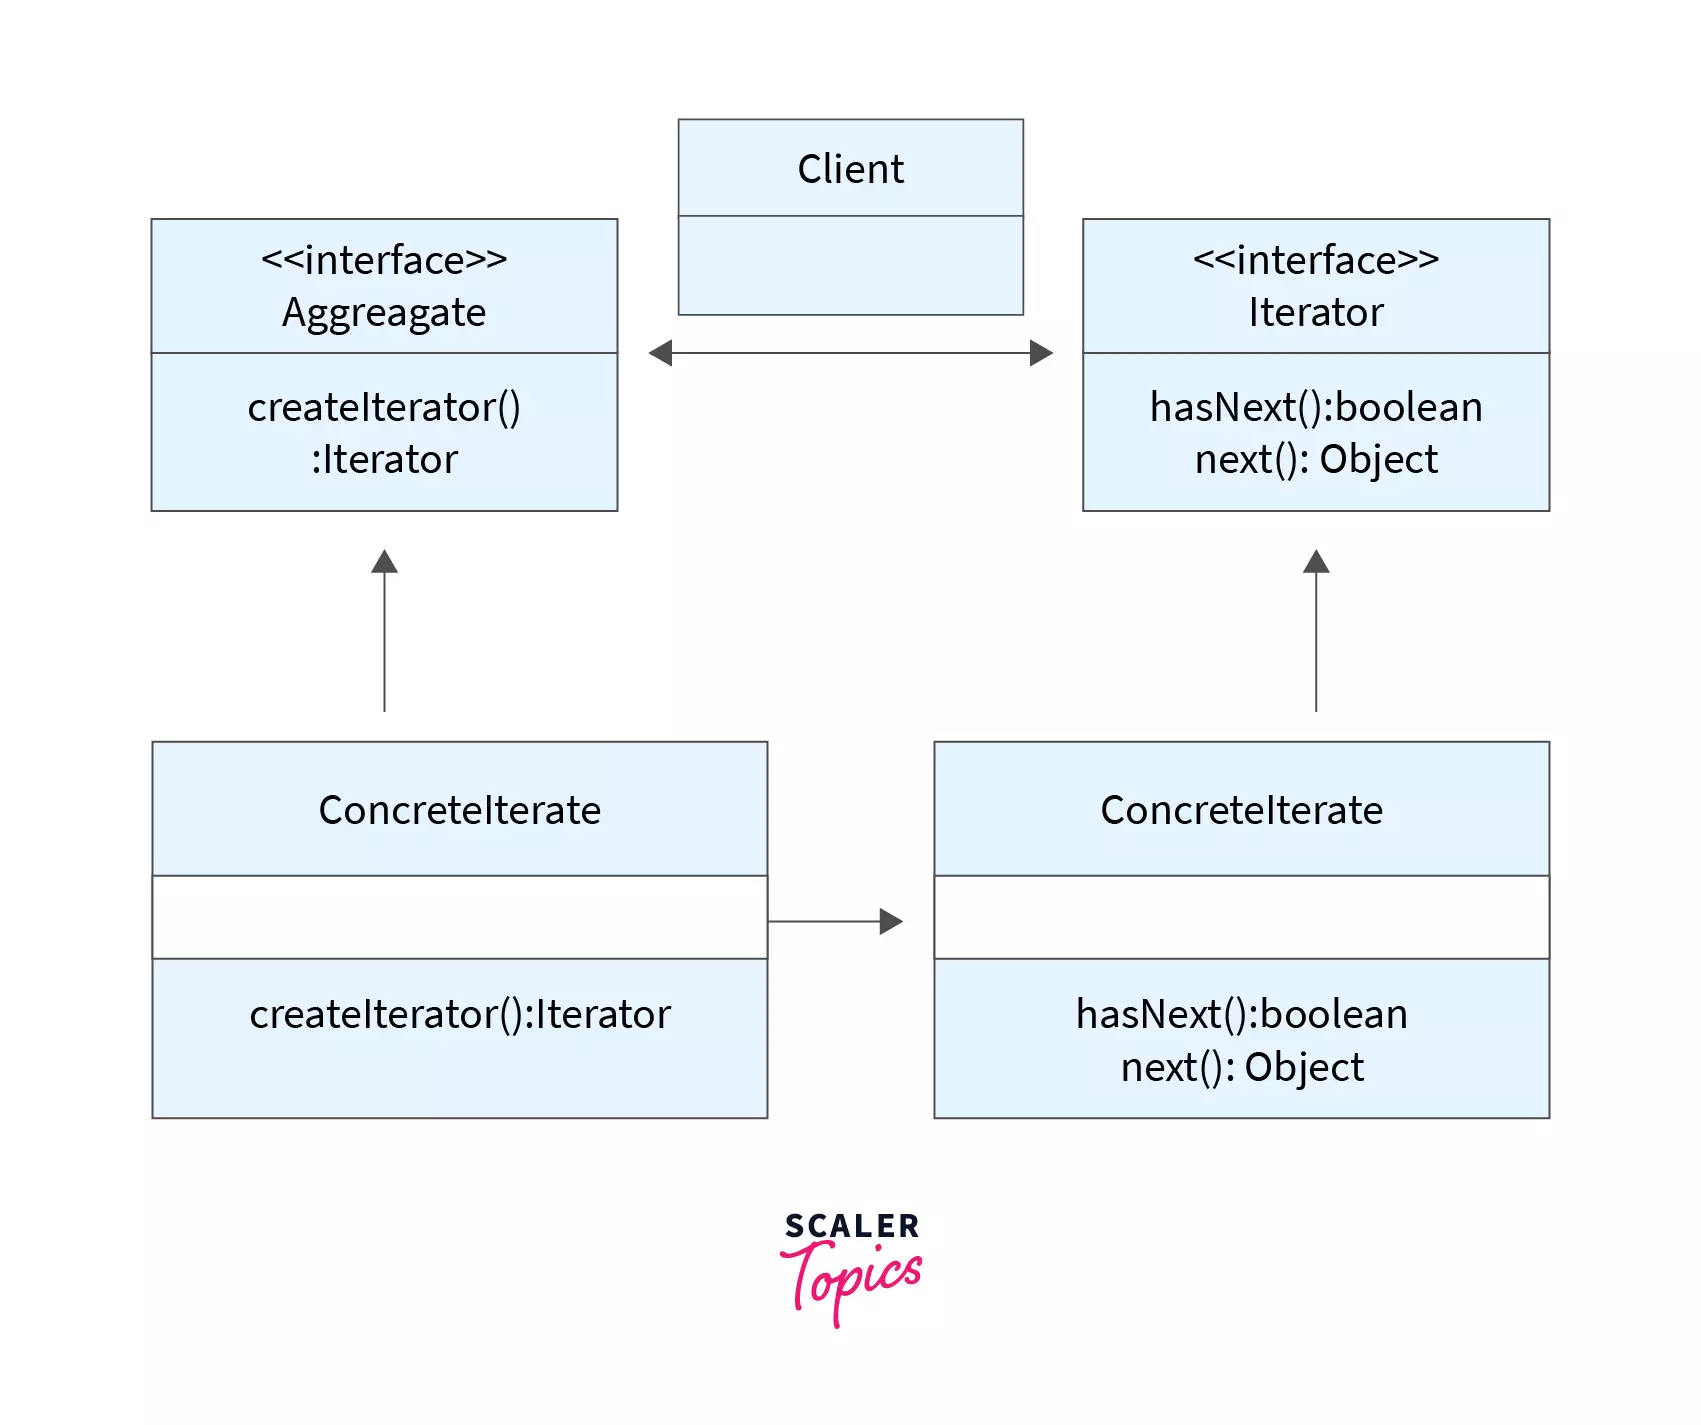 Client
<<interface>>
Aggreagate
createIterator()
:Iterator
<<interface>>
Iterator
hasNext():boolean
next(): Object
ConcreteIterate
createIterator():Iterator
ConcreteIterate
hasNext():boolean
next(): Object
SCALER
Topics